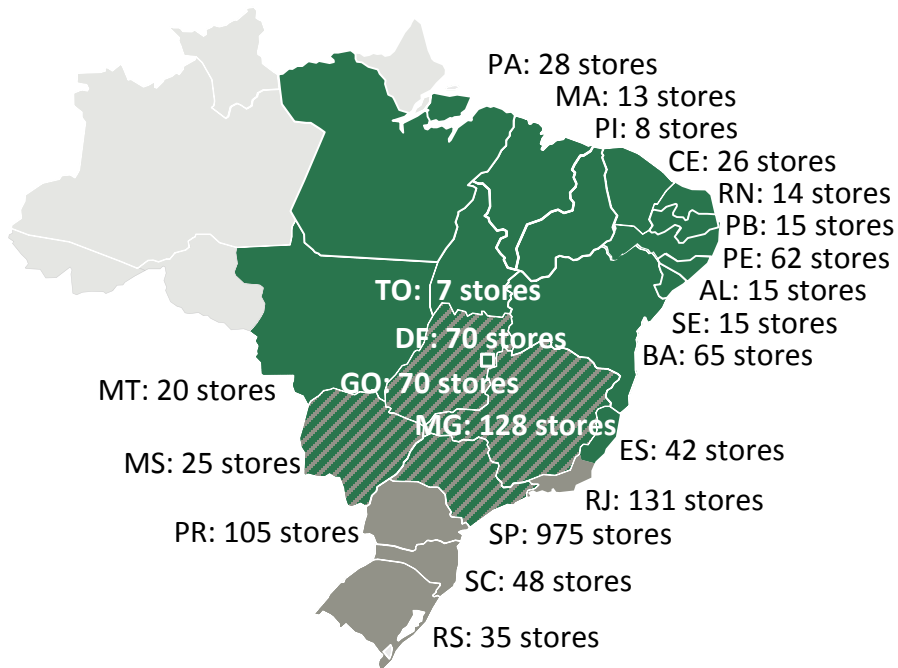 PA: 28 stores
MA: 13 stores
PI: 8 stores
CE: 26 stores
RN: 14 stores
PB: 15 stores
PE: 62 stores
TO: 7 stores
AL: 15 stores
SE: 15 stores
DF: 70 stores
BA: 65 stores
GO: 70 stores
MT: 20 stores
MG: 128 stores
ES: 42 stores
MS: 25 stores
RJ: 131 stores
PR: 105 stores
SP: 975 stores
SC: 48 stores
RS: 35 stores